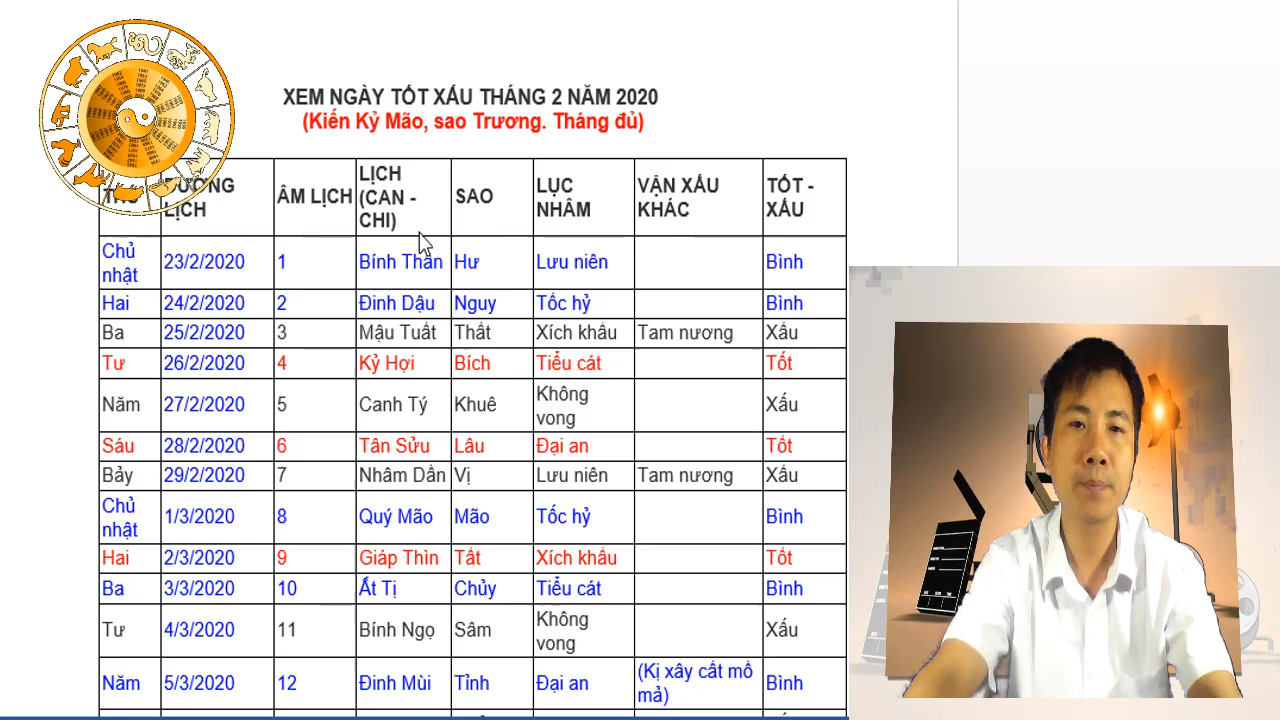 XEM NGÀY TỐT XẤU THÁNG 2 NĂM 2020
(Kiến Kỷ Mão, sao Trương. Tháng đủ)
LỊCH ÂM LỊCH LỊCH (CAN - CHI) SAO LỤC NHÂM VẬN XẤU KHÁC TỐT - XẤU
Chủ nhật 23/2/2020 1 Bính Thân Hư Lưu niên Bình
Hai 24/2/2020 2 Đinh Dậu Nguy Tốc hỷ Bình
Ba 25/2/2020 3 Mậu Tuất Thất Xích khẩu Tam nương Xấu
Tư 26/2/2020 4 Kỷ Hợi Bích Tiểu cát Tốt
Năm 27/2/2020 5 Canh Tý Khuê Không vong Xấu
Sáu 28/2/2020 6 Tân Sửu Lâu Đại an Tốt
Bảy 29/2/2020 7 Nhâm Dần Vị Lưu niên Tam nương Xấu
Chủ nhật 1/3/2020 8 Quý Mão Mão Tốc hỷ Bình
Hai 2/3/2020 9 Giáp Thìn Tất Xích khẩu Tốt
Ba 3/3/2020 10 Ất Tị Chủy Tiểu cát Bình
Tư 4/3/2020 11 Bính Ngọ Sâm Không vong Xấu
Năm 5/3/2020 12 Đinh Mùi Tỉnh Đại an (Kị xây cất mồ mả) Bình